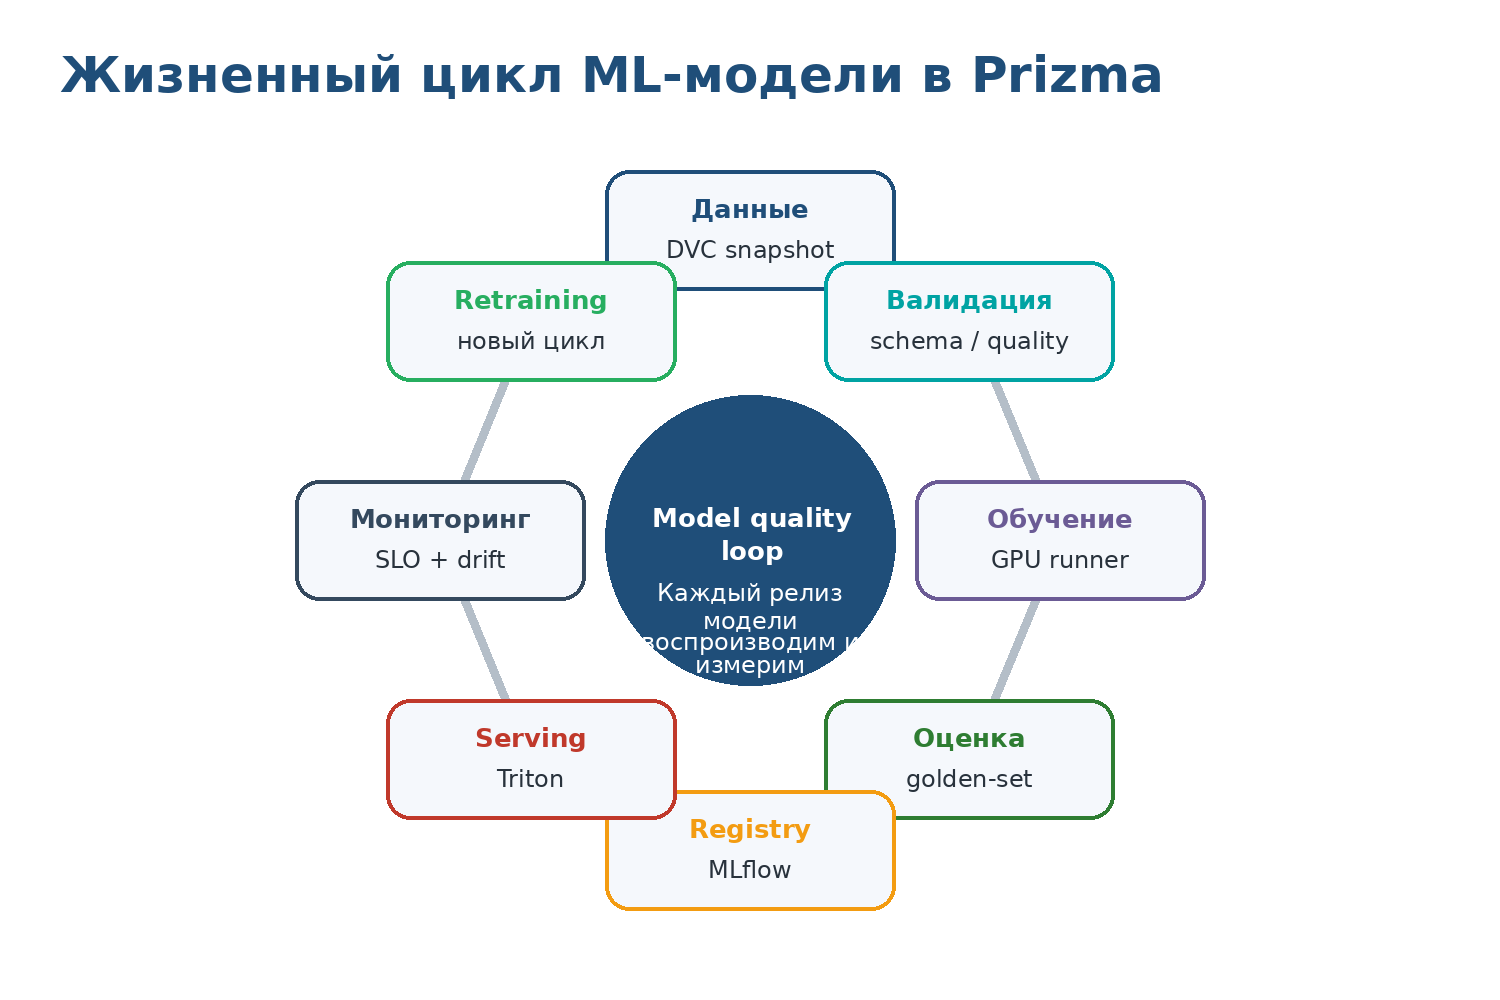 Жизненный цикл ML-модели в Prizma
Данные
DVC snapshot
Retraining
новый цикл
Валидация
schema / quality
Мониторинг
SLO + drift
Model quality
loop
Каждый релиз
модели
воспроизводим и
измерим
Обучение
GPU runner
Serving
Triton
Оценка
golden-set
Registry
MLflow